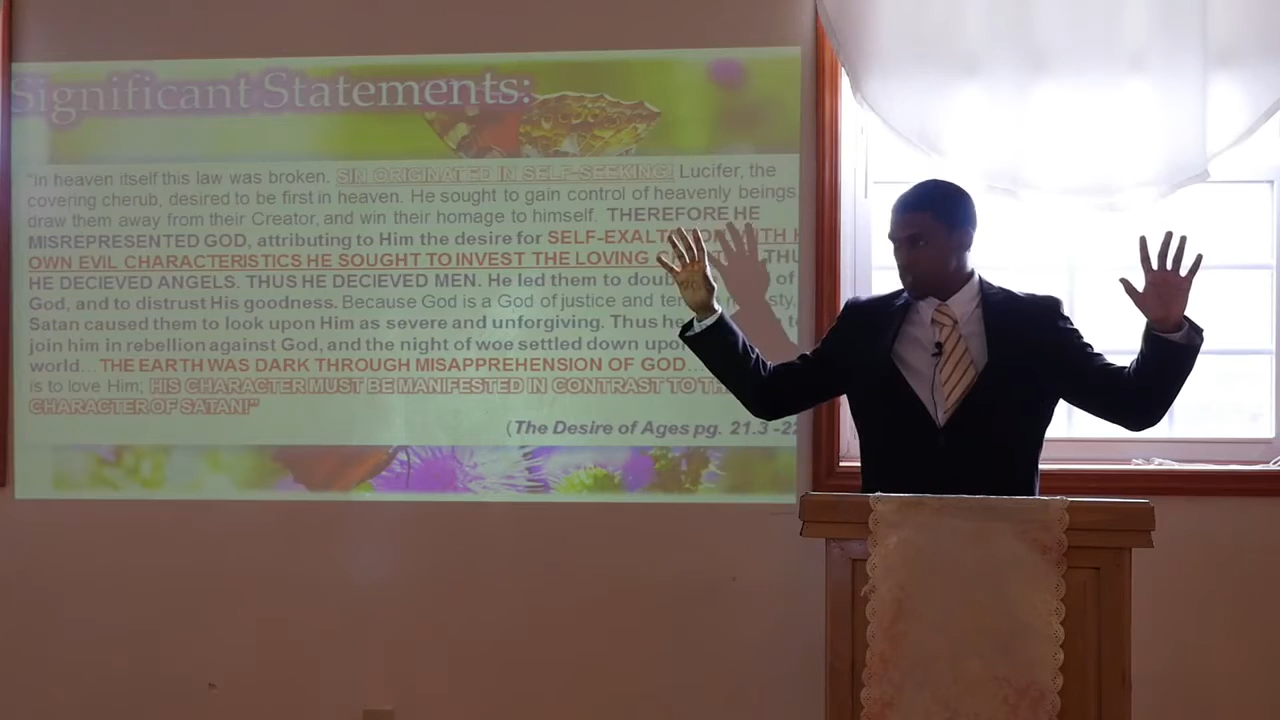 Significant Statements:
"In heaven itself this law was broken. SIN ORIGINATED IN SELF-SEEKING! Lucifer, the
covering cherub, desired to be first in heaven. He sought to gain control of heavenly beings,
draw them away from their Creator, and win their homage to himself. THEREFORE HE
MISREPRESENTED GOD, attributing to Him the desire for
OWN EVIL CHARACTERISTICS HE SOUGHT TO INVEST THE LOVING
HE DECIEVED ANGELS. THUS HE DECIEVED MEN. He led them to of
God, and to distrust His goodness. Because God is a God of justice and
Satan caused them to look upon Him as severe and unforgiving. Thus he
join him in rebellion against God, and the night of woe settled down
world... THE EARTH WAS DARK THROUGH MISAPPREHENSION OF GOD...
is to love Him; HIS CHARACTER MUST BE MANIFESTED IN CONTRAST TO
CHARACTER OF SATAN!"
(The Desire of Ages pg. 21.3 -